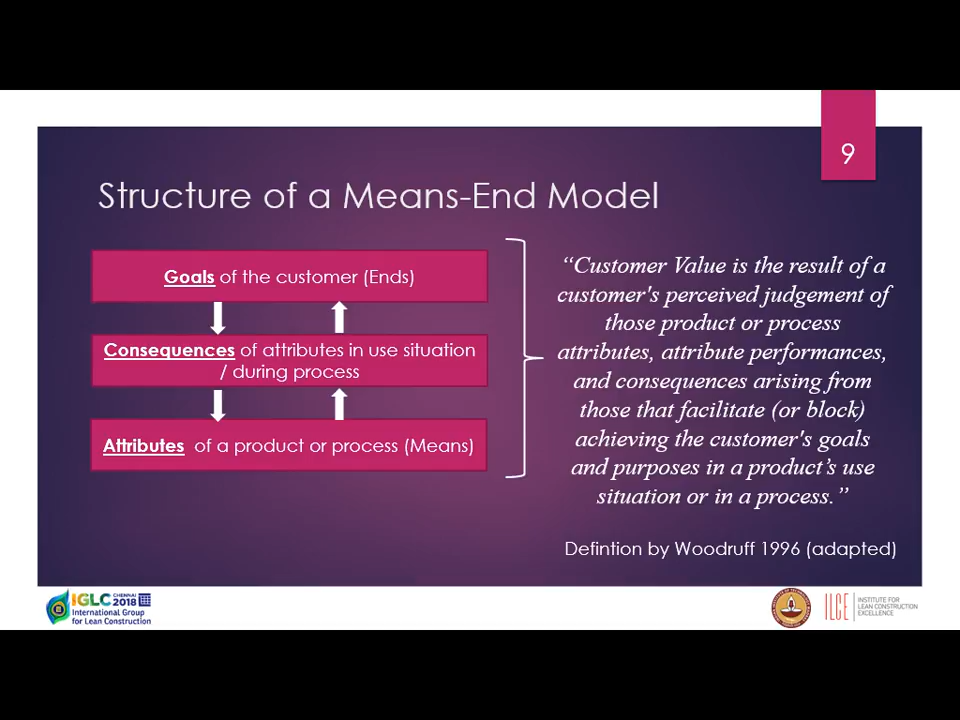 9
Structure of a Means-End Model
Goals of the customer (Ends)
Consequences of attributes in use situation
/ during process
Attributes of a product or process (Means)
“Customer Value is the result of a
customer's perceived judgement of
those product or process
attributes, attribute performances,
and consequences arising from
those that facilitate (or block)
achieving the customer's goals
and purposes in a product’s use
situation or in a process.”
Defintion by Woodruff 1996 (adapted)
IGLC CHENNAI 2018
International Group
for Lean Construction
ILCE
INSTITUTE FOR
LEAN CONSTRUCTION
EXCELLENCE